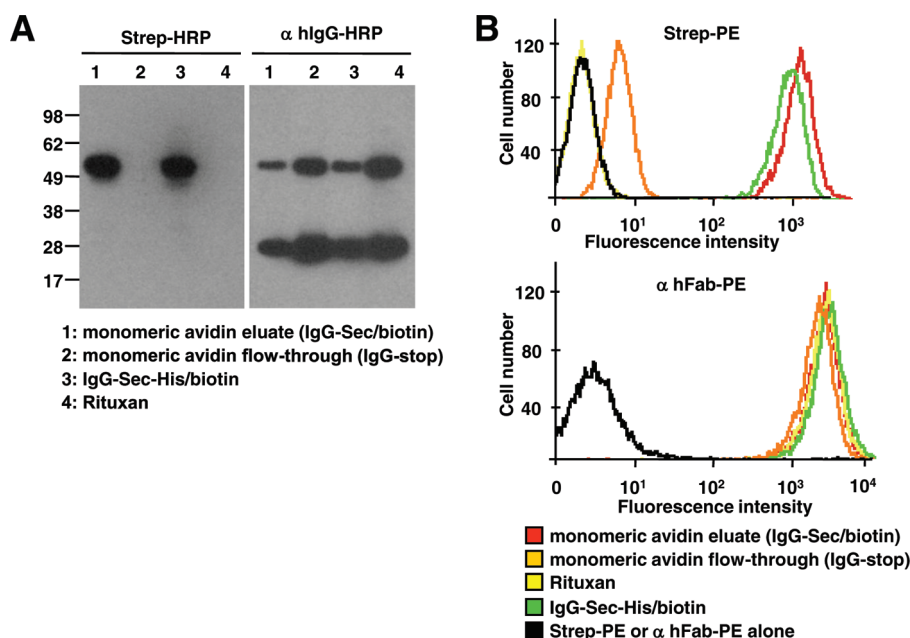 A
Strep-HRP
α hIgG-HRP
1 2 3 4
1 2 3 4
98
62
49
38
28
17
1: monomeric avidin eluate (IgG-Sec/biotin)
2: monomeric avidin flow-through (IgG-stop)
3: IgG-Sec-His/biotin
4: Rituxan
B
Strep-PE
Cell number
120
80
40
0 10¹ 10² 10³
Fluorescence intensity
α hFab-PE
Cell number
120
80
40
0 10¹ 10² 10³ 10⁴
Fluorescence intensity
monomeric avidin eluate (IgG-Sec/biotin)
monomeric avidin flow-through (IgG-stop)
Rituxan
IgG-Sec-His/biotin
Strep-PE or α hFab-PE alone